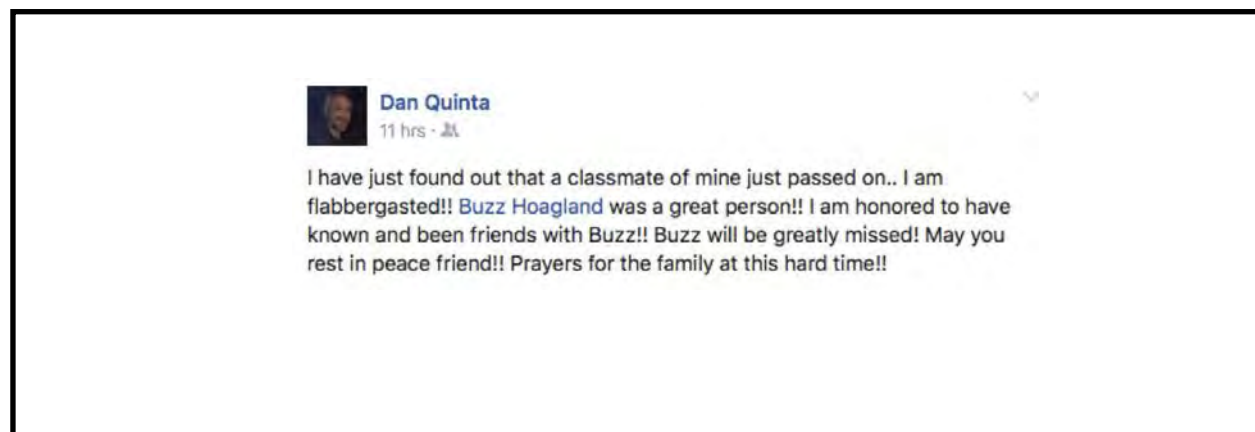 Dan Quinta
11 hrs ·
I have just found out that a classmate of mine just passed on.. I am
flabbergasted!! Buzz Hoagland was a great person!! I am honored to have
known and been friends with Buzz!! Buzz will be greatly missed! May you
rest in peace friend!! Prayers for the family at this hard time!!